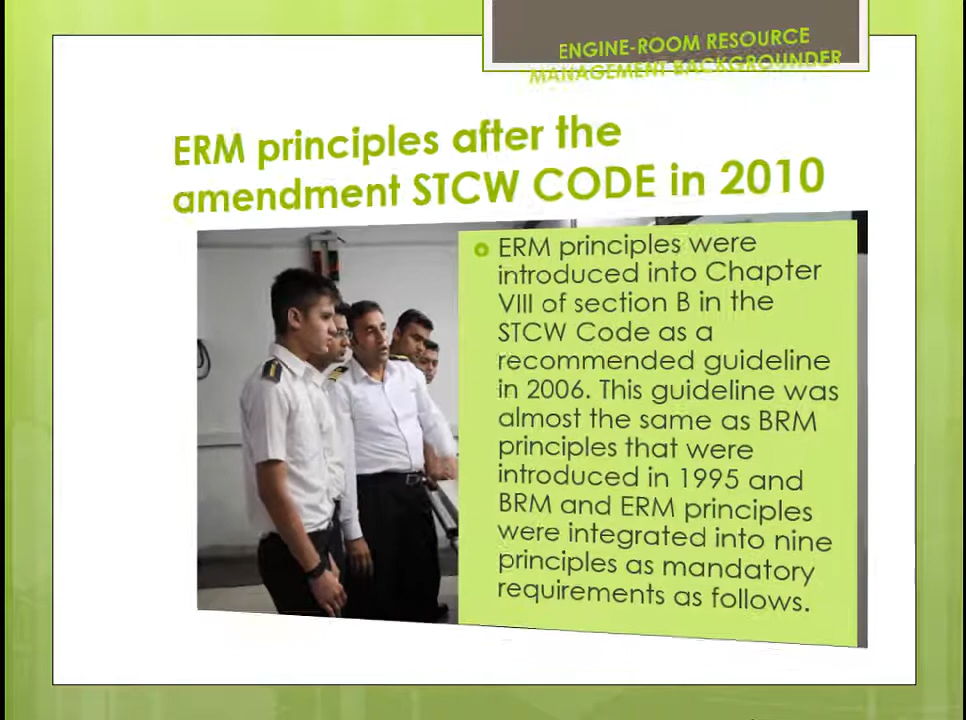 ENGINE-ROOM RESOURCE
MANAGEMENT BACKGROUNDER
ERM principles after the
amendment STCW CODE in 2010
ERM principles were
introduced into Chapter
VIII of section B in the
STCW Code as a
recommended guideline
in 2006. This guideline was
almost the same as BRM
principles that were
introduced in 1995 and
BRM and ERM principles
were integrated into nine
principles as mandatory
requirements as follows.